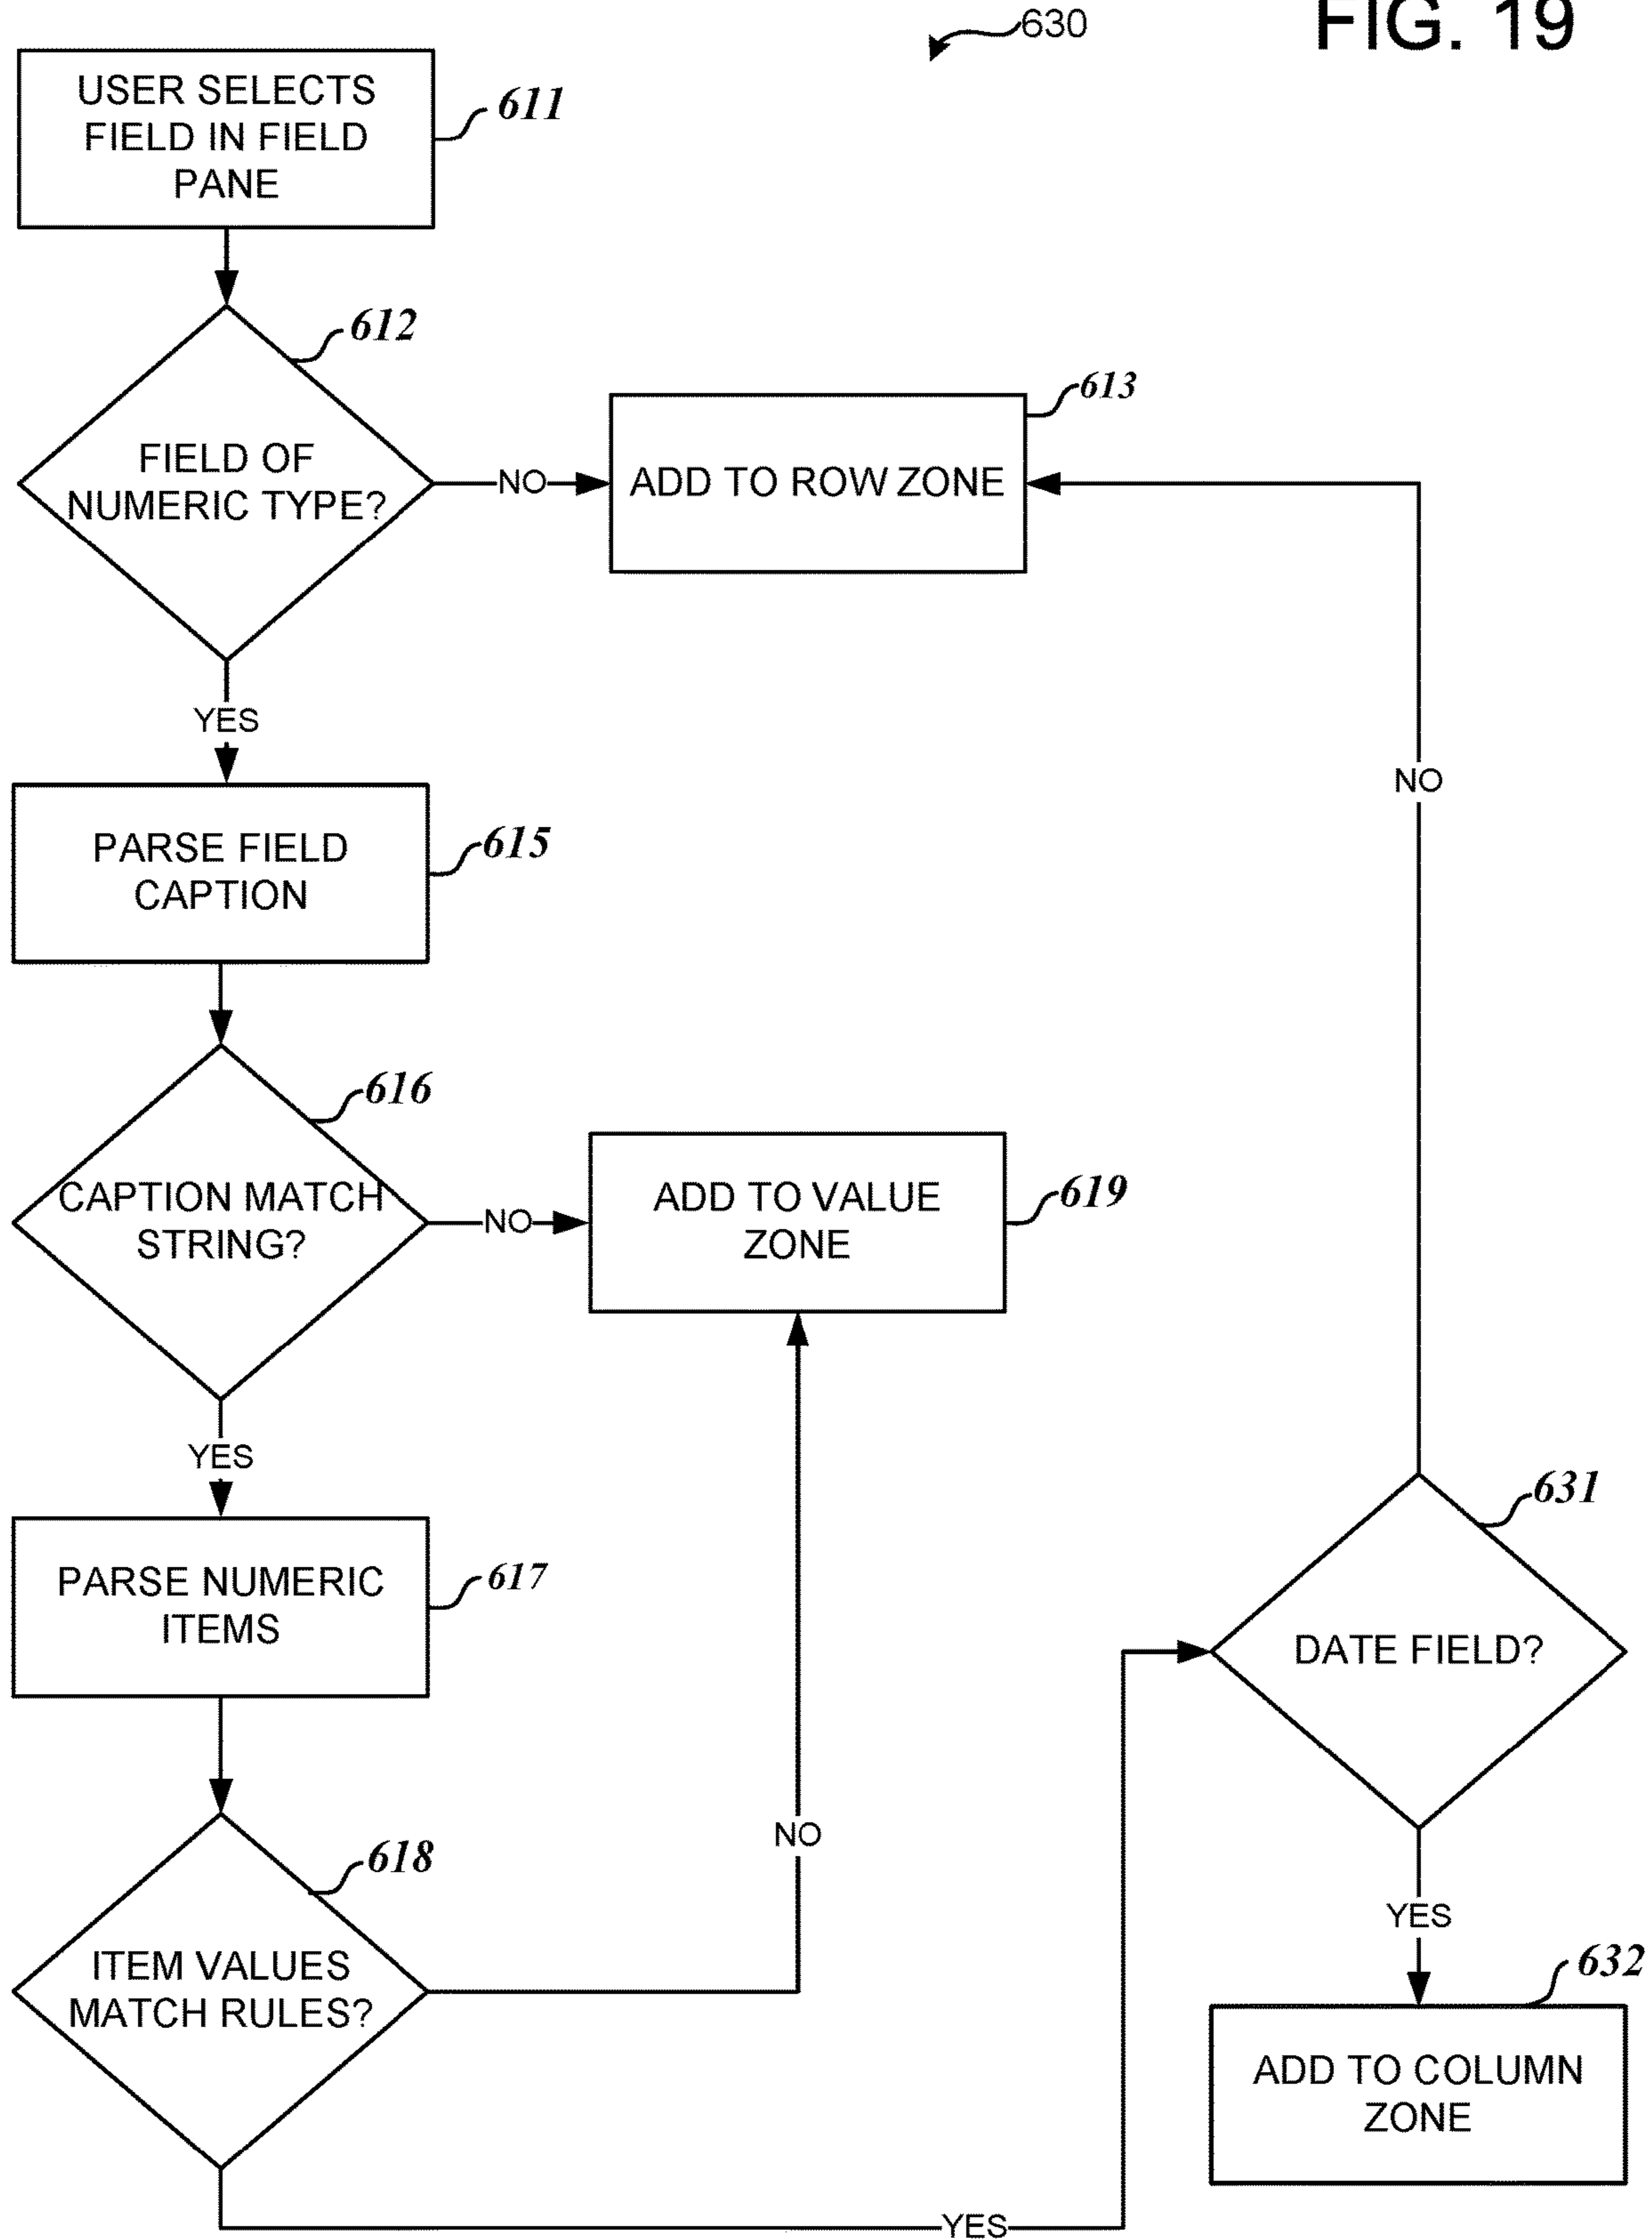 630
FIG. 19
USER SELECTS
FIELD IN FIELD
PANE
611
612
FIELD OF
NUMERIC TYPE?
NO
613
ADD TO ROW ZONE
YES
NO
PARSE FIELD
CAPTION
615
616
CAPTION MATCH
STRING?
NO
ADD TO VALUE
ZONE
619
YES
PARSE NUMERIC
ITEMS
617
631
DATE FIELD?
NO
618
ITEM VALUES
MATCH RULES?
YES
632
ADD TO COLUMN
ZONE
YES